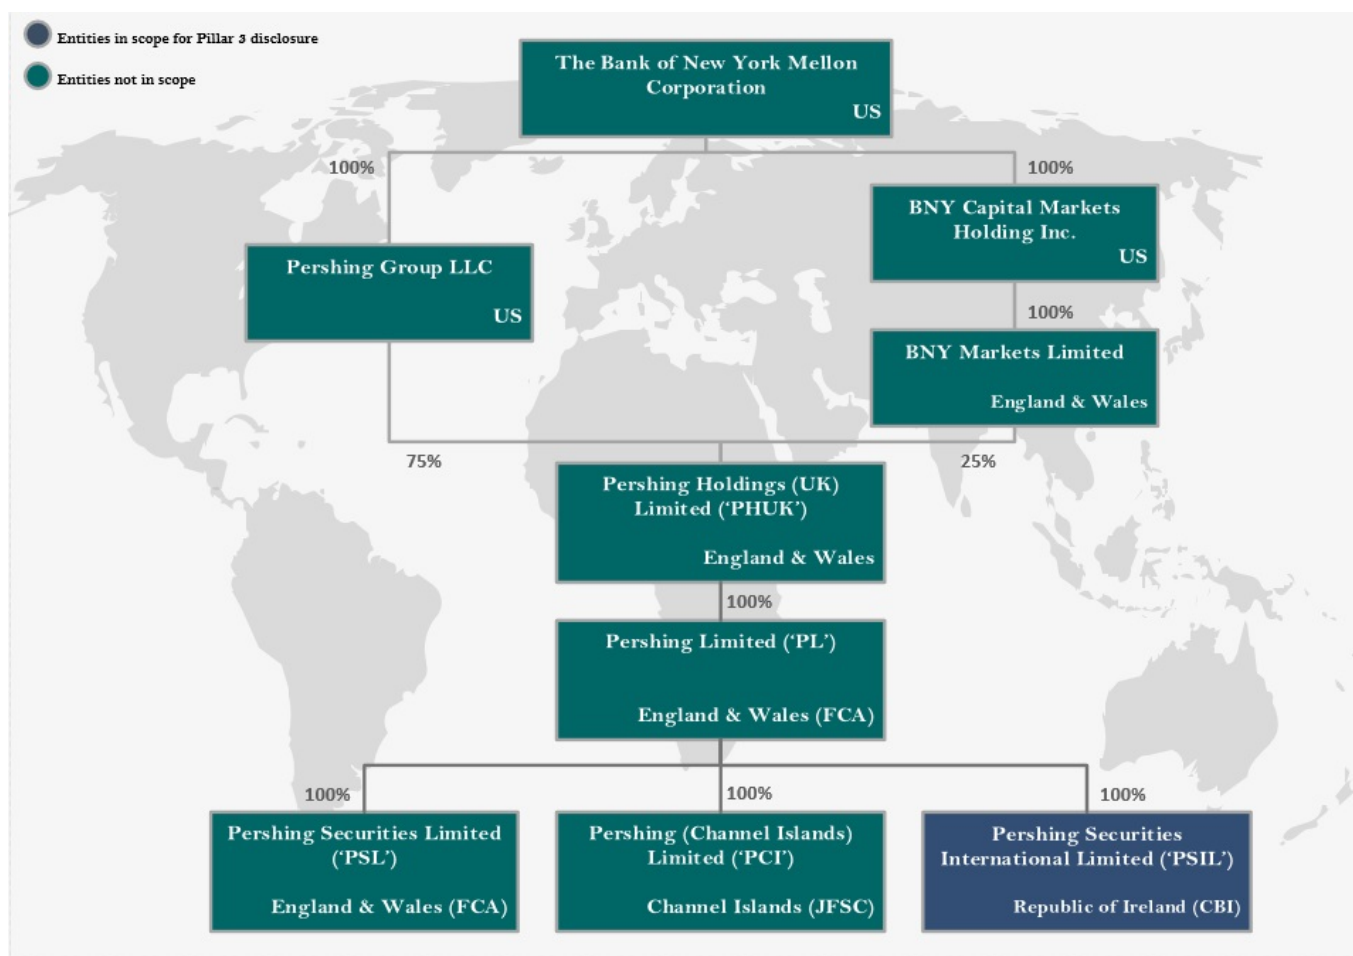 Entities in scope for Pillar 3 disclosure
Entities not in scope
The Bank of New York Mellon
Corporation
US
100%
100%
BNY Capital Markets
Holding Inc.
US
Pershing Group LLC
US
100%
BNY Markets Limited
England & Wales
75%
25%
Pershing Holdings (UK)
Limited (‘PHUK’)
England & Wales
100%
Pershing Limited (‘PL’)
England & Wales (FCA)
100%
100%
100%
Pershing Securities Limited
(‘PSL’)
England & Wales (FCA)
Pershing (Channel Islands)
Limited (‘PCI’)
Channel Islands (JFSC)
Pershing Securities
International Limited (‘PSIL’)
Republic of Ireland (CBI)